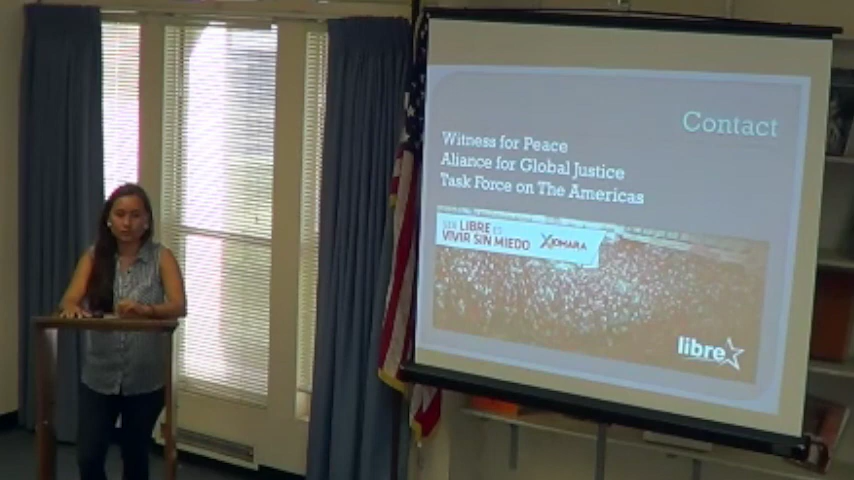 Contact
Witness for Peace
Aliance for Global Justice
Task Force on The Americas
SER LIBRE ES
VIVIR SIN MIEDO
XIOMARA
libre